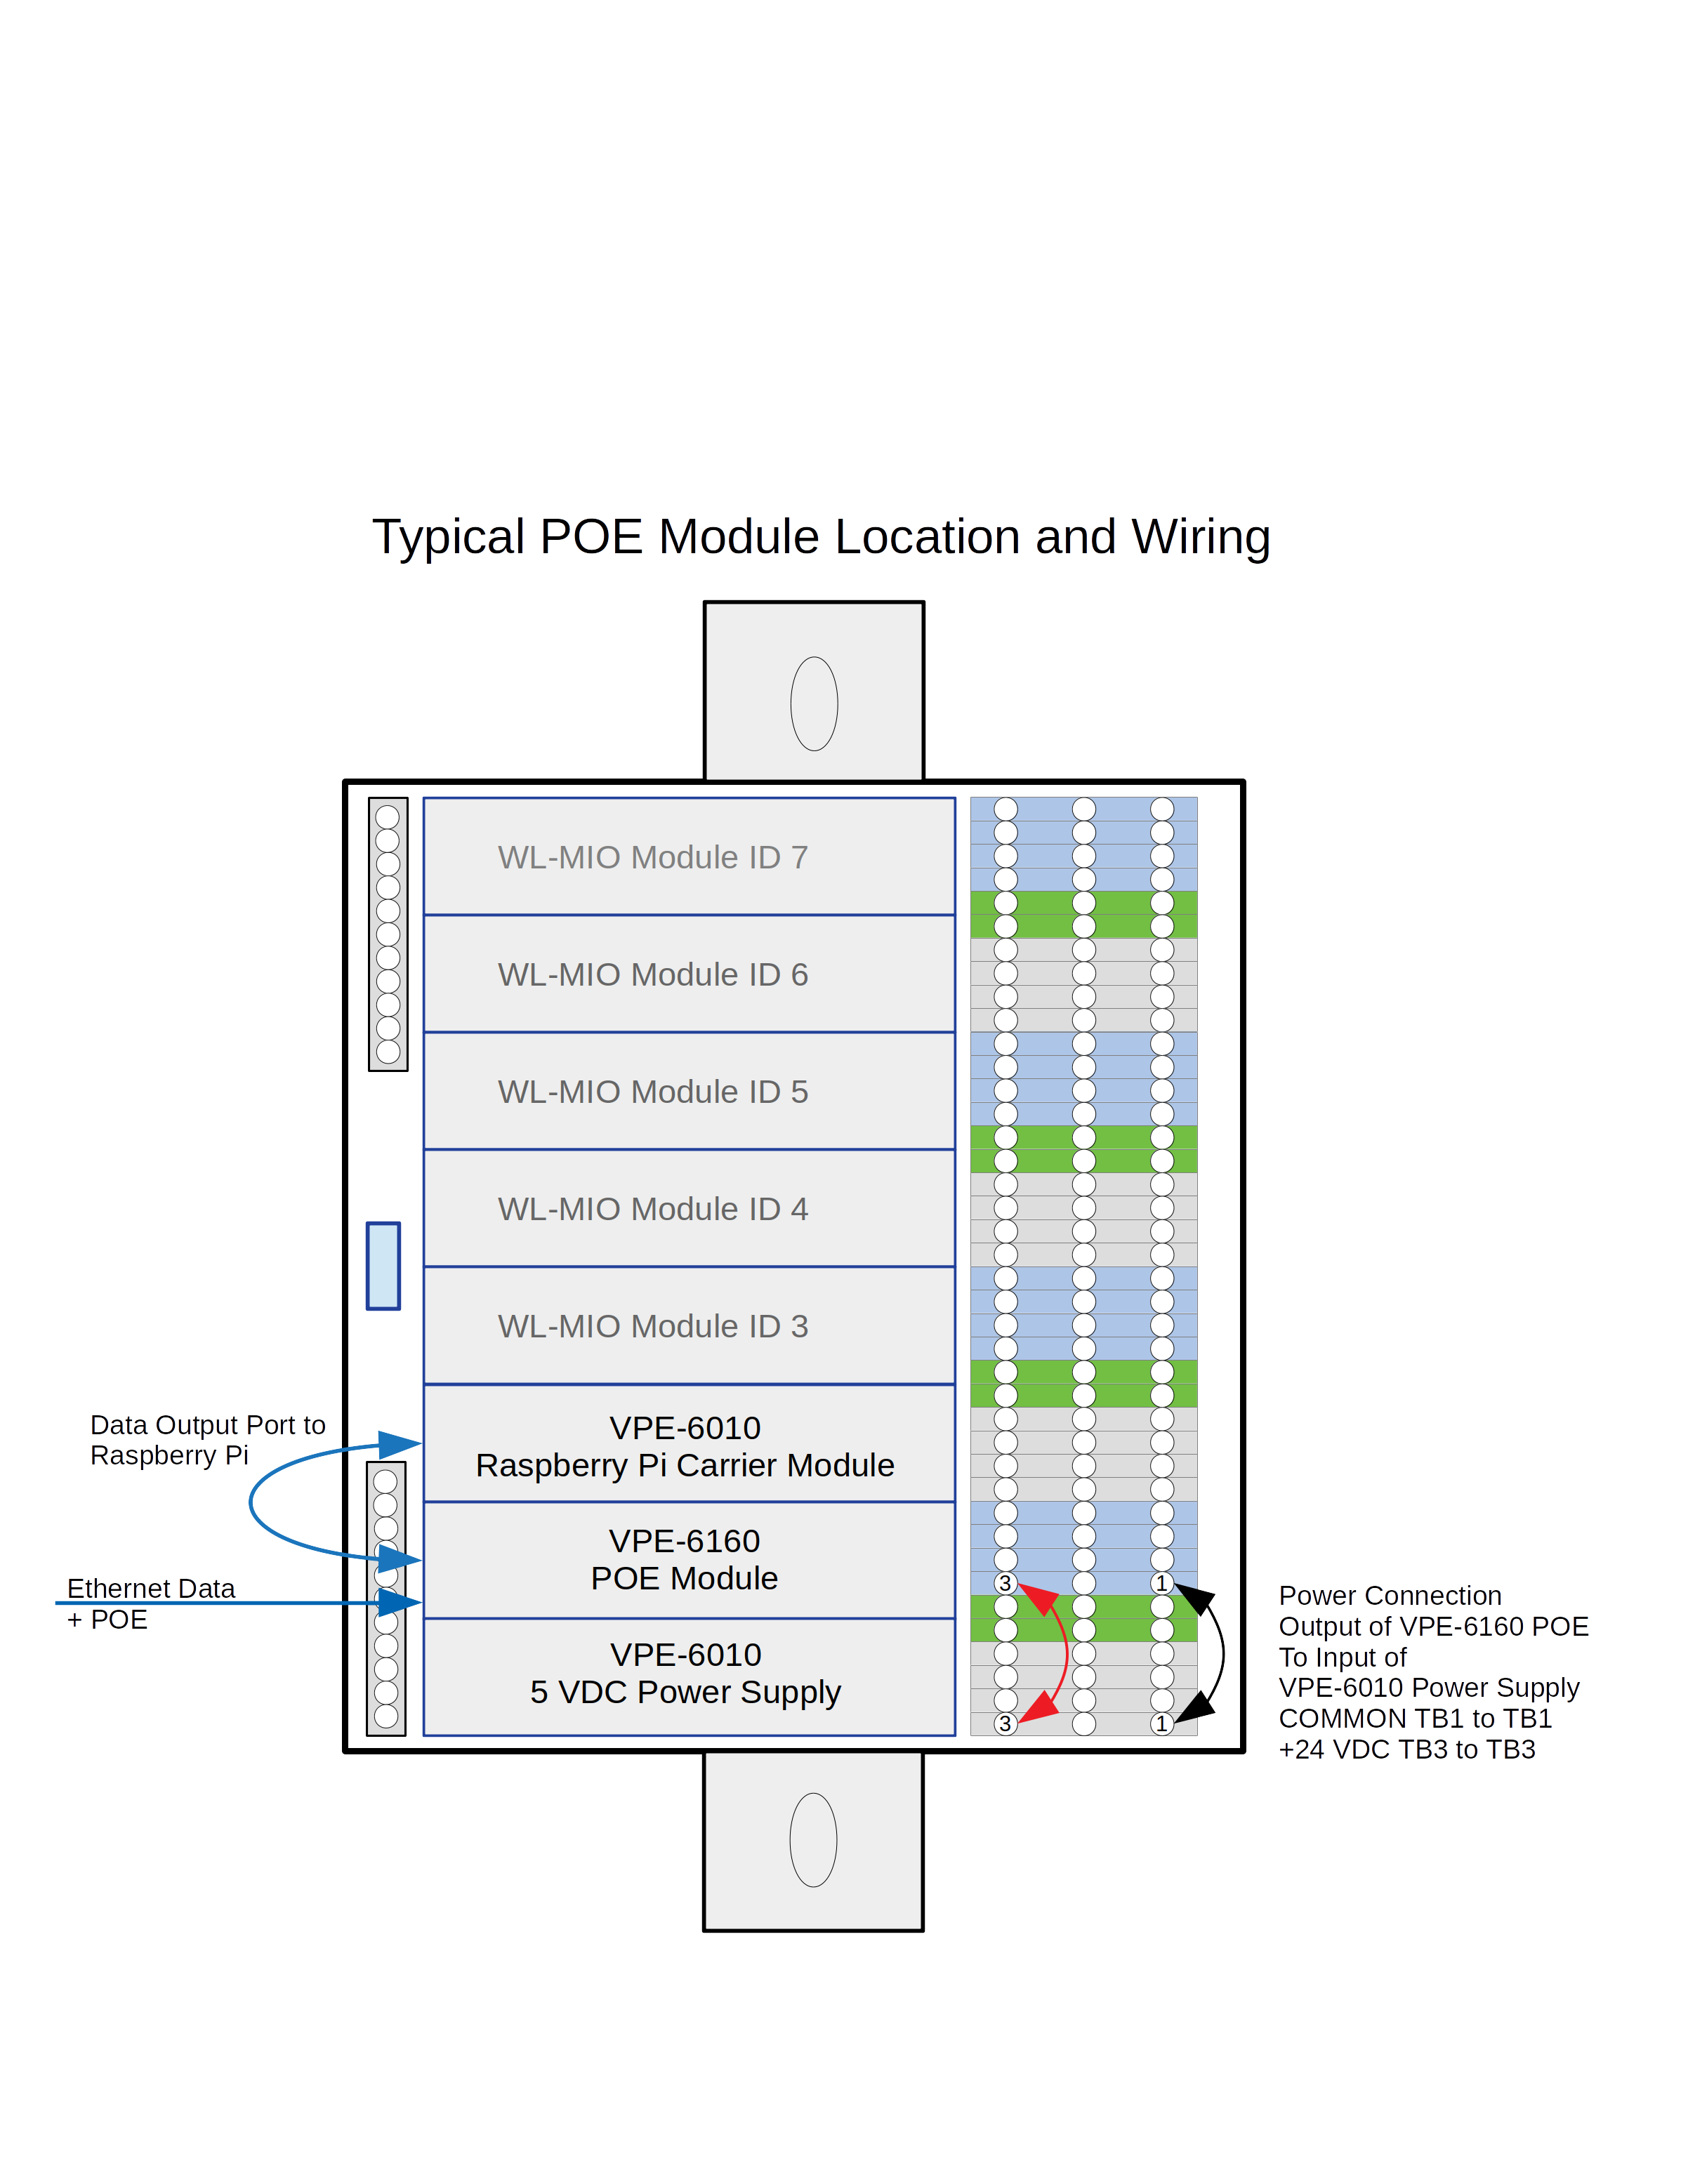 Typical POE Module Location and Wiring
WL-MIO Module ID 7
WL-MIO Module ID 6
WL-MIO Module ID 5
WL-MIO Module ID 4
WL-MIO Module ID 3
Data Output Port to
Raspberry Pi
VPE-6010
Raspberry Pi Carrier Module
VPE-6160
POE Module
Ethernet Data
+ POE
VPE-6010
5 VDC Power Supply
3
1
3
1
Power Connection
Output of VPE-6160 POE
To Input of
VPE-6010 Power Supply
COMMON TB1 to TB1
+24 VDC TB3 to TB3